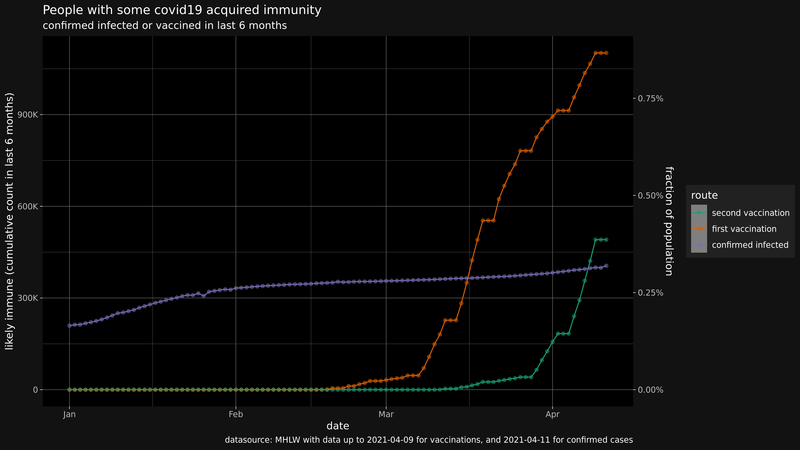 People with some covid19 acquired immunity
confirmed infected or vaccined in last 6 months
likely immune (cumulative count in last 6 months)
900K
600K
300K
0
0.75%
0.50%
0.25%
0.00%
fraction of population
route
second vaccination
first vaccination
confirmed infected
Jan
Feb
Mar
Apr
date
datasource: MHLW with data up to 2021-04-09 for vaccinations, and 2021-04-11 for confirmed cases